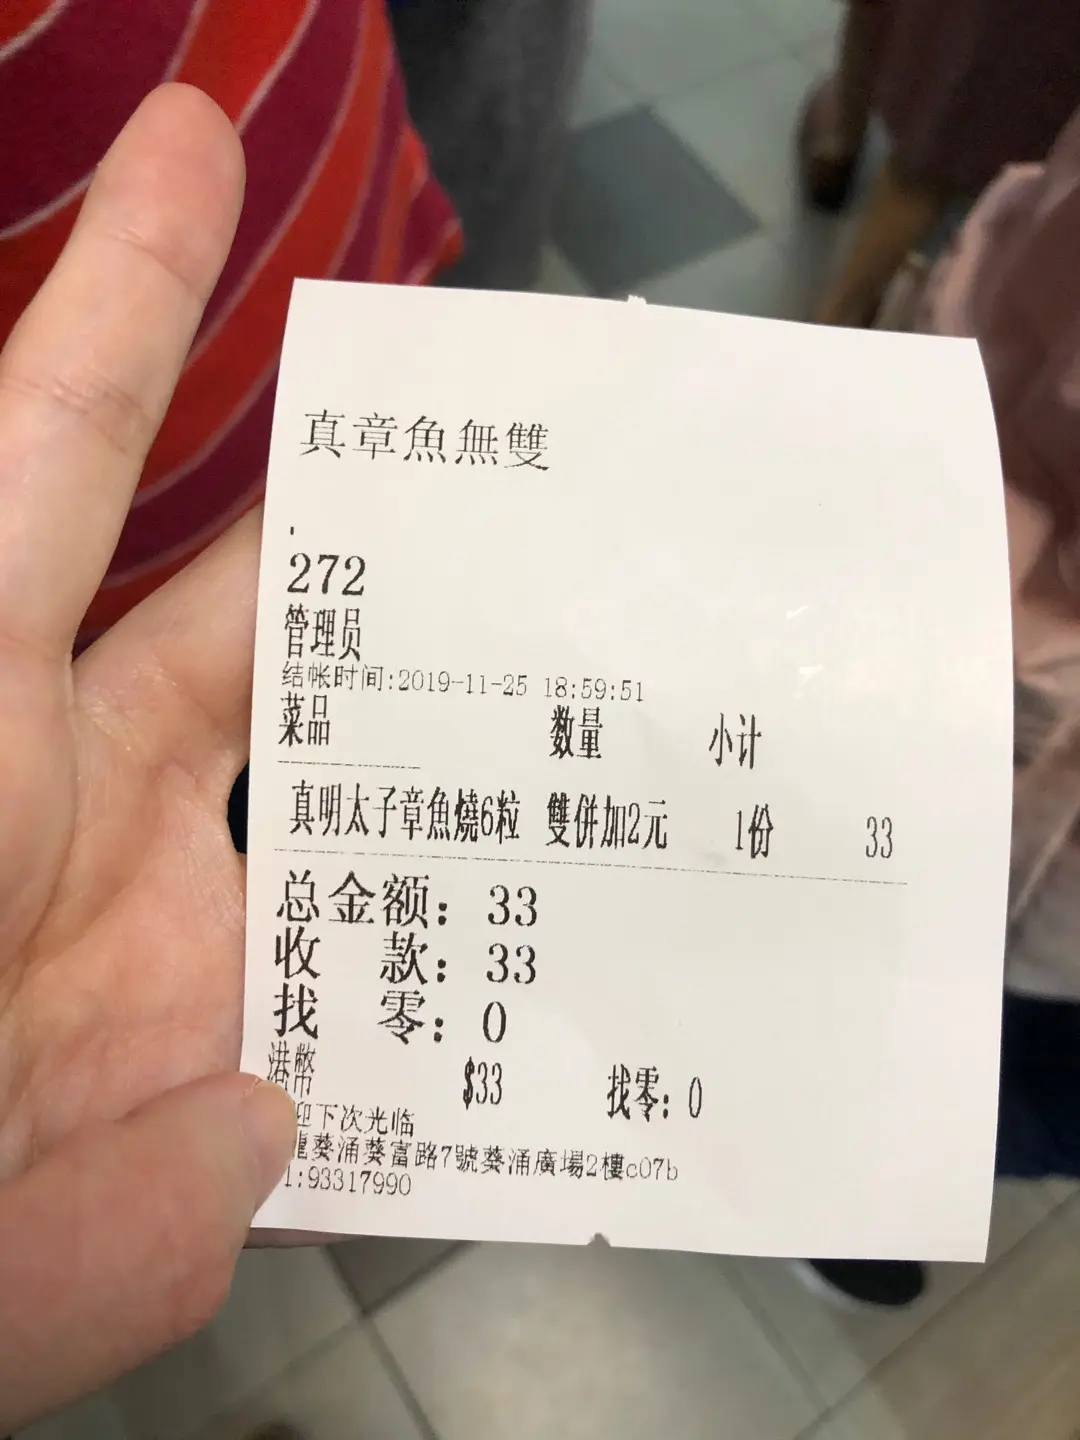 真章魚無雙
.
272
管理员
结帐时间:2019-11-25 18:59:51
菜品 数量 小计
真明太子章魚燒6粒 雙併加2元 1份 33
总金额: 33
收 款: 33
找 零: 0
港幣 $33 找零: 0
迎下次光临
龍葵涌葵富路7號葵涌廣場2樓c07b
1:93317990